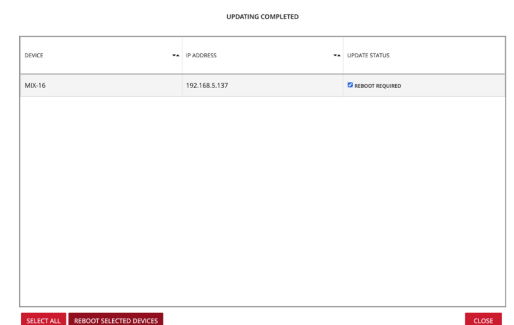 UPDATING COMPLETED
DEVICE IP ADDRESS UPDATE STATUS
MIX-16 192.168.5.137 REBOOT REQUIRED
SELECT ALL REBOOT SELECTED DEVICES CLOSE